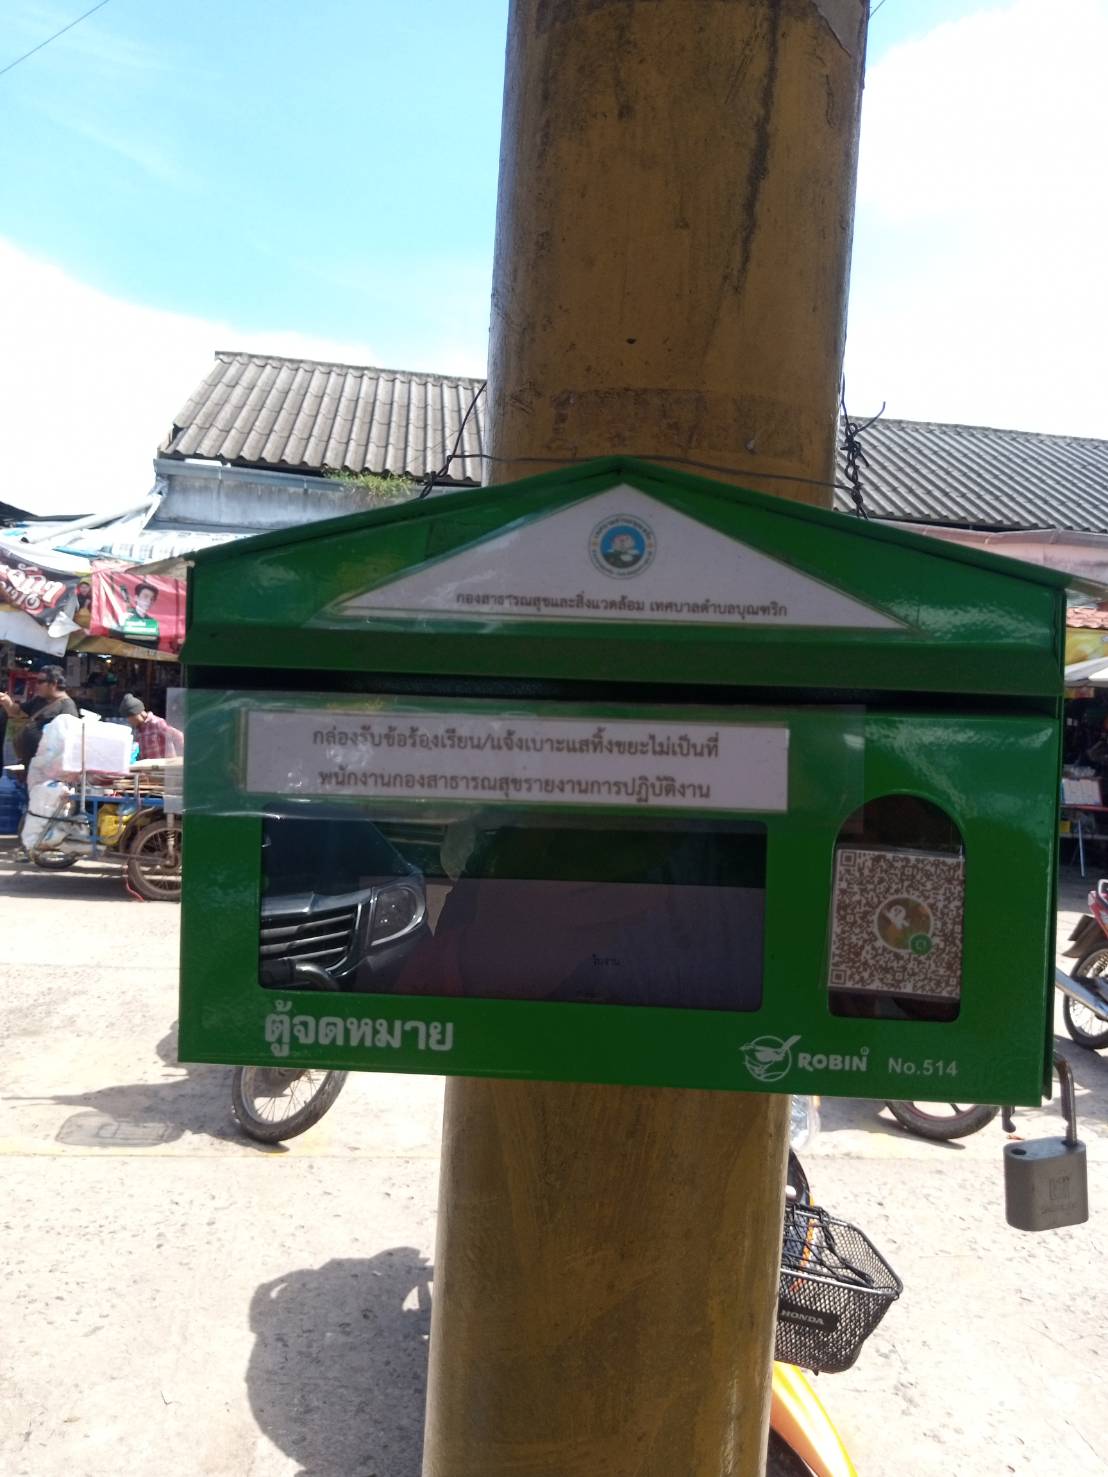 กองสาธารณสุขและสิ่งแวดล้อม เทศบาลตำบลบุณฑริก
กล่องรับข้อร้องเรียน/แจ้งเบาะแสทิ้งขยะไม่เป็นที่
พนักงานกองสาธารณสุขรายงานการปฏิบัติงาน
ตู้จดหมาย
ROBIN No.514
HONDA